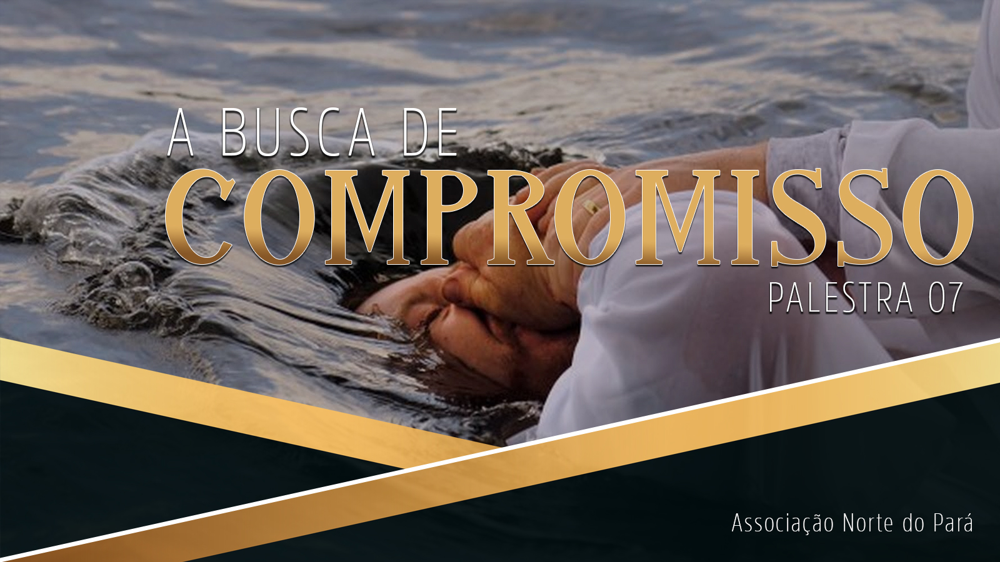 A BUSCA DE
COMPROMISSO
PALESTRA 07
Associação Norte do Pará